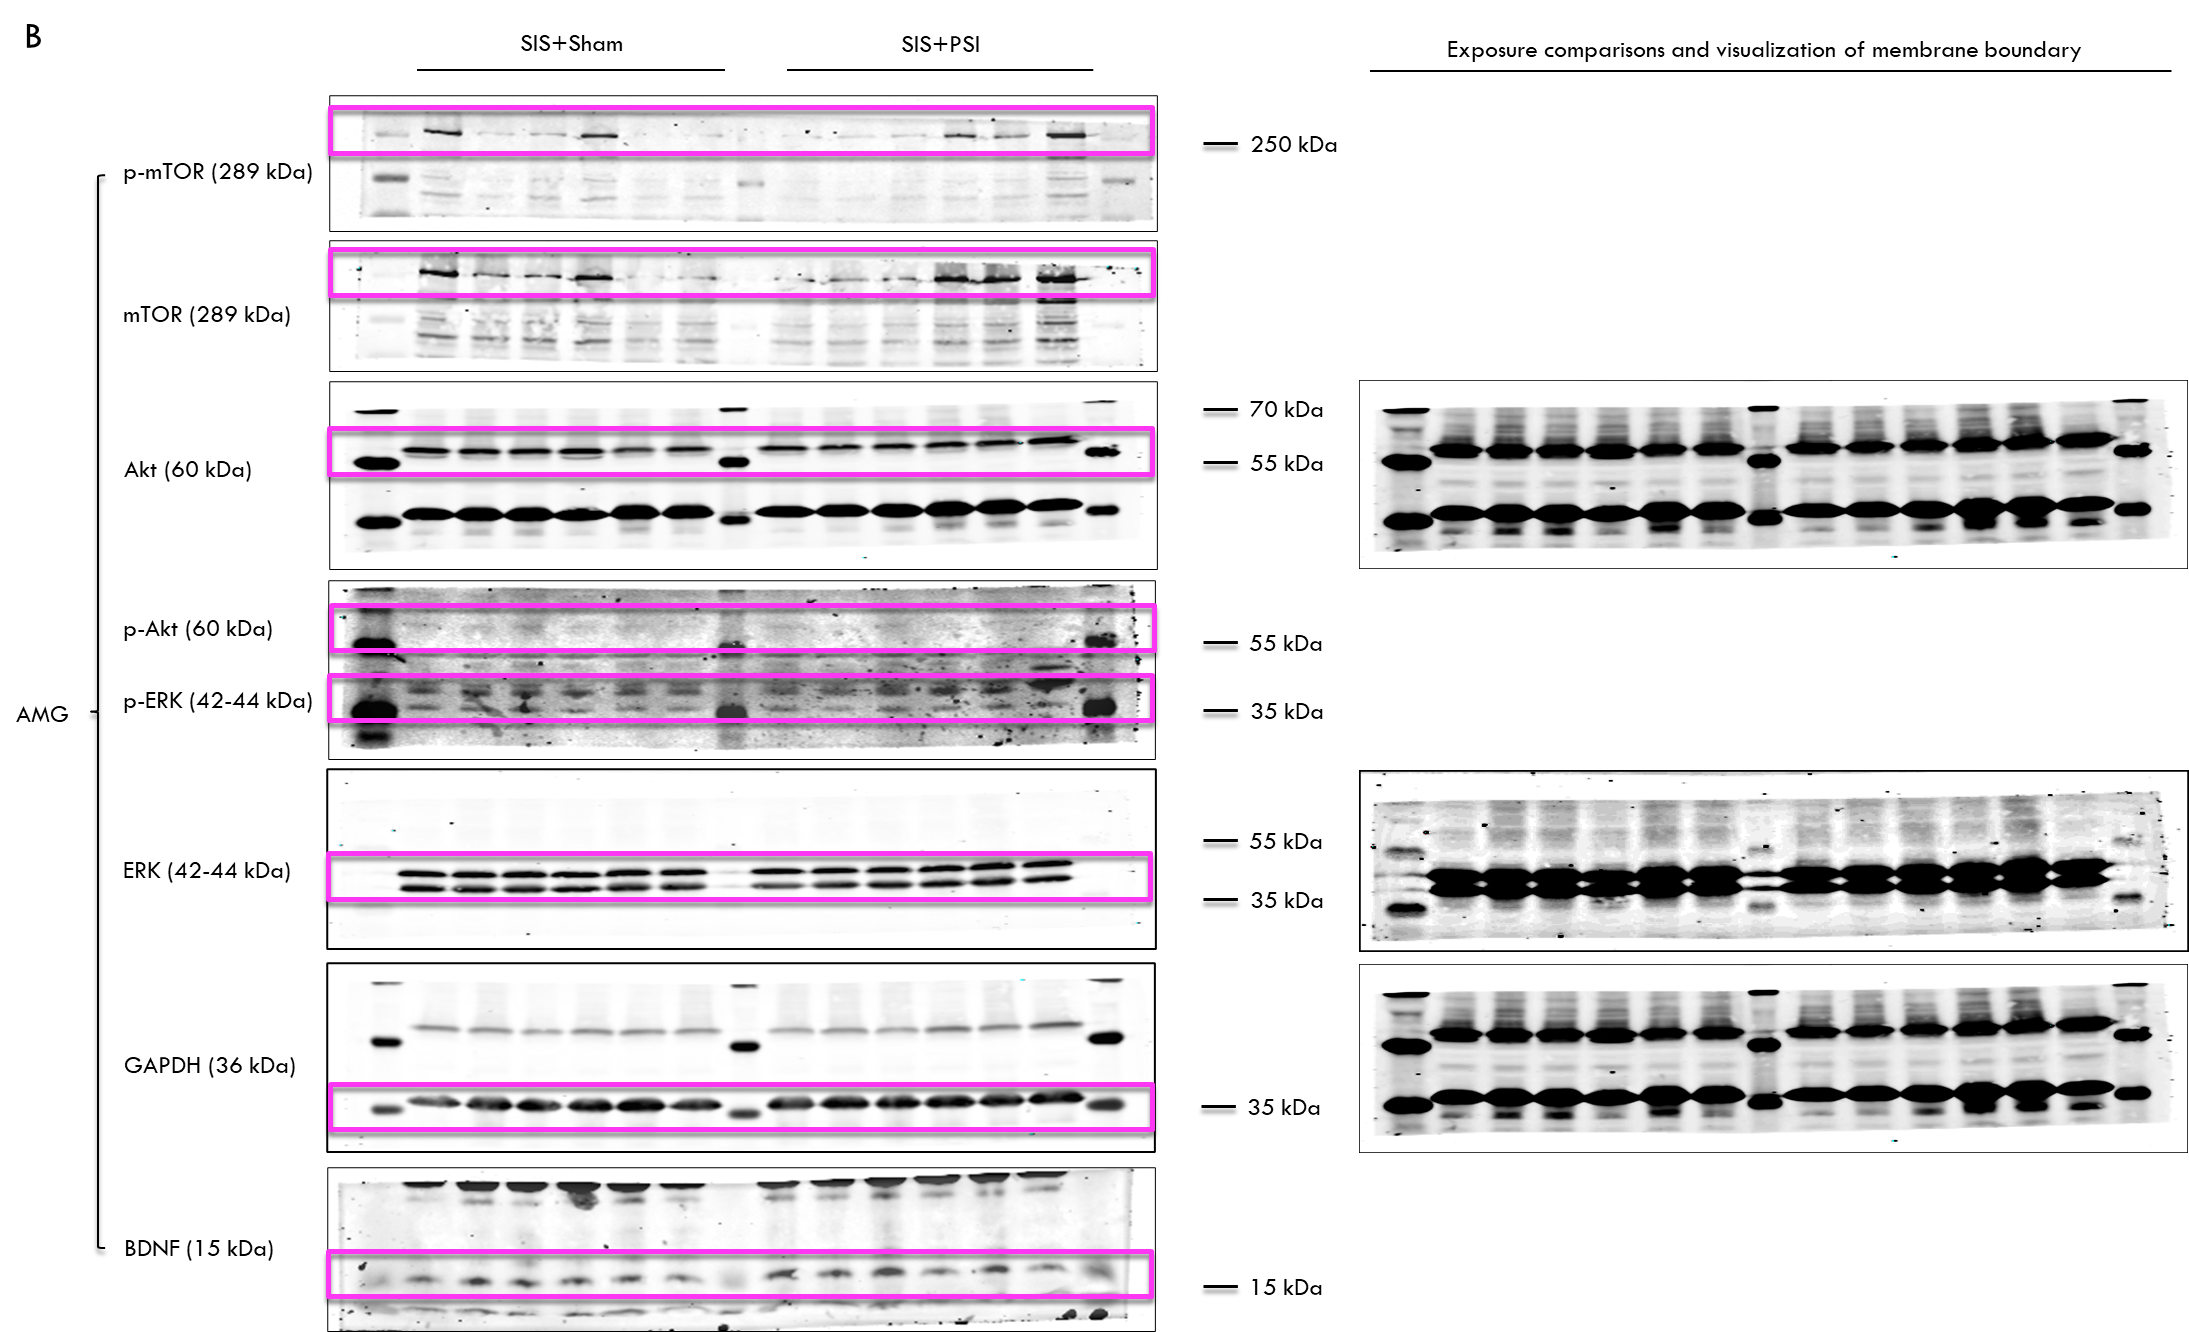 B
SIS+Sham
SIS+PSI
Exposure comparisons and visualization of membrane boundary
p-mTOR (289 kDa)
250 kDa
mTOR (289 kDa)
Akt (60 kDa)
70 kDa
55 kDa
p-Akt (60 kDa)
55 kDa
AMG
p-ERK (42-44 kDa)
35 kDa
ERK (42-44 kDa)
55 kDa
35 kDa
GAPDH (36 kDa)
35 kDa
BDNF (15 kDa)
15 kDa